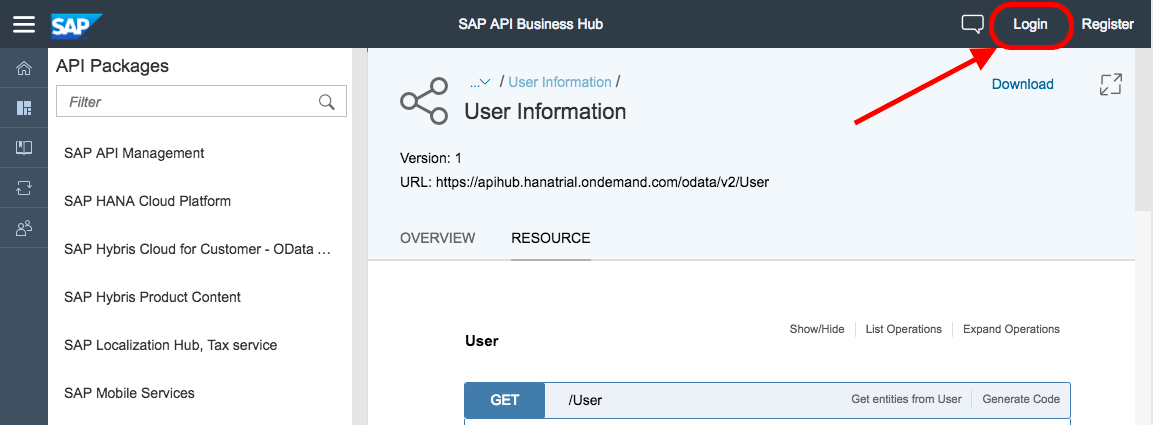 SAP SAP API Business Hub Login Register
API Packages
Filter
SAP API Management
SAP HANA Cloud Platform
SAP Hybris Cloud for Customer - OData ...
SAP Hybris Product Content
SAP Localization Hub, Tax service
SAP Mobile Services
... / User Information /
Download
User Information
Version: 1
URL: https://apihub.hanatrial.ondemand.com/odata/v2/User
OVERVIEW RESOURCE
User
Show/Hide List Operations Expand Operations
GET /User Get entities from User Generate Code